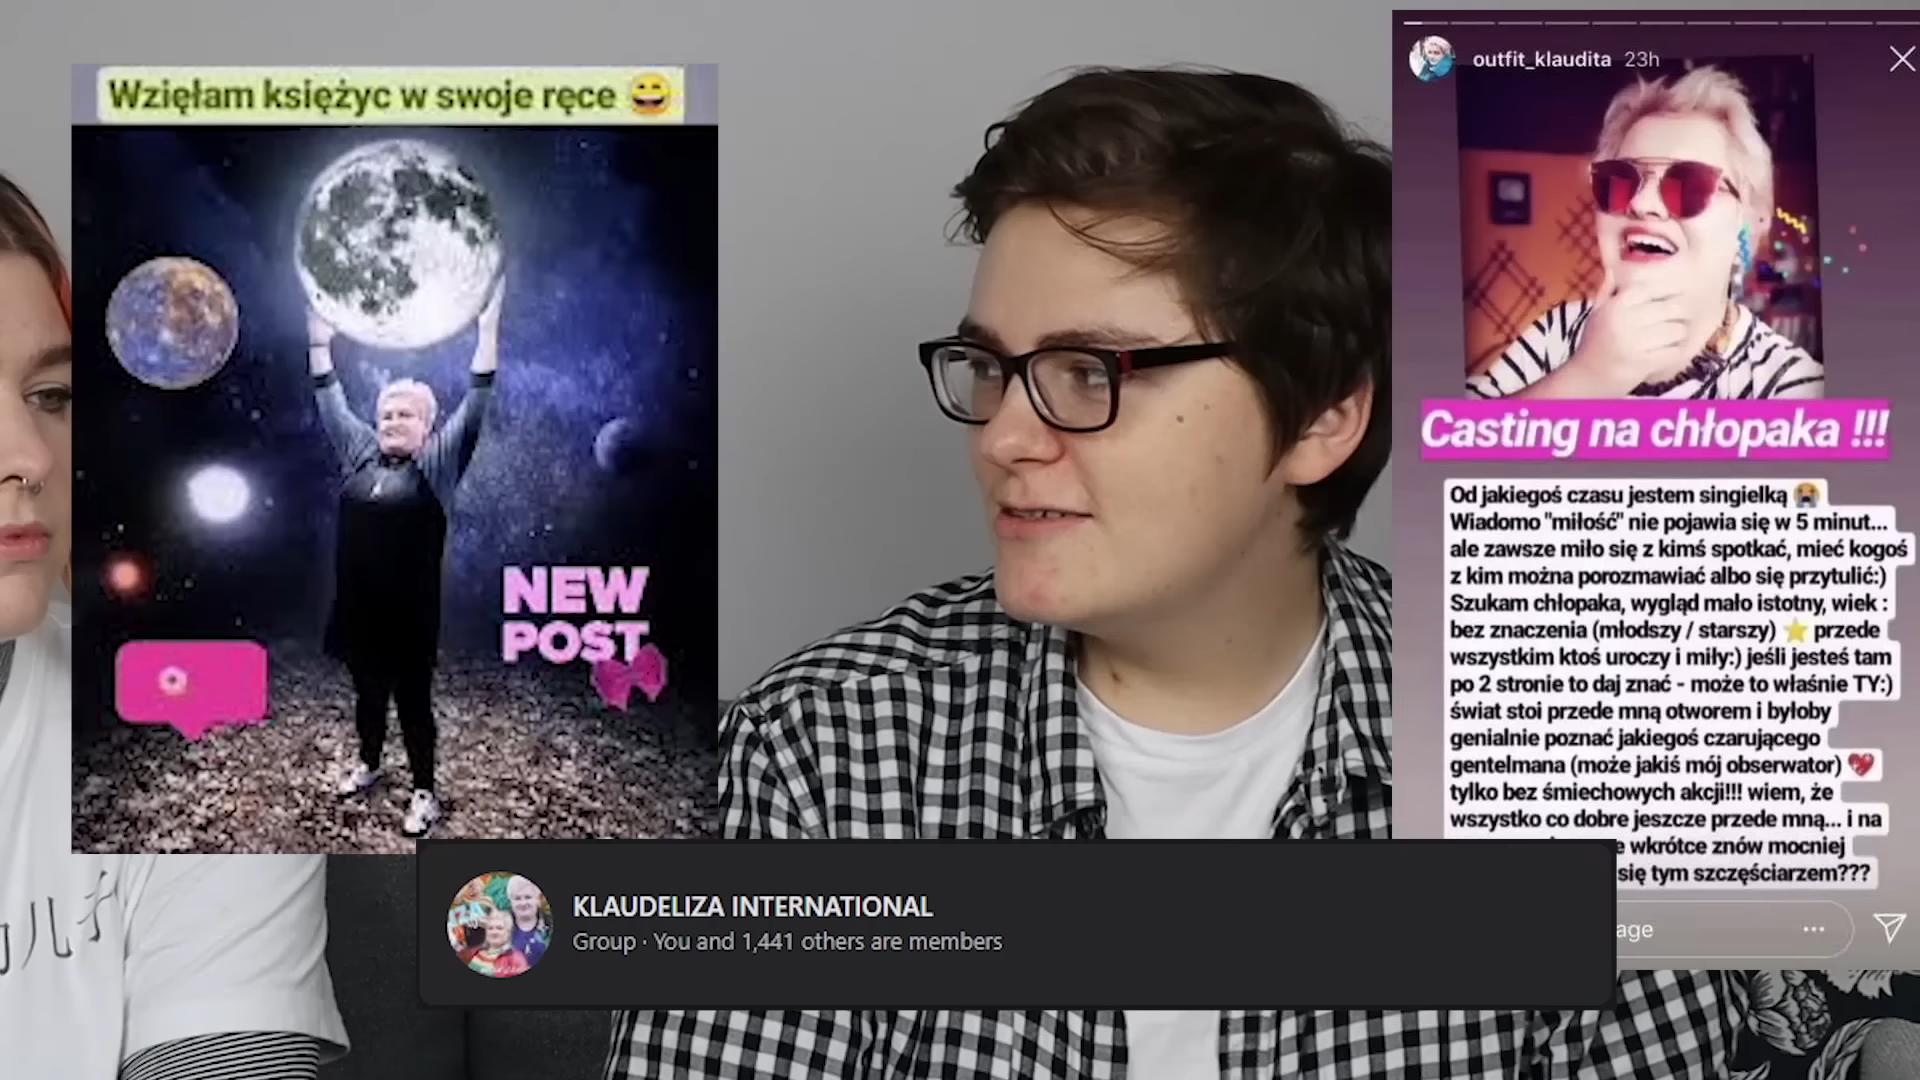 Wzięłam księżyc w swoje ręce 😄
NEW
POST
outfit_klaudita 23h
Casting na chłopaka !!!
Od jakiegoś czasu jestem singielką 😭
Wiadomo "miłość" nie pojawia się w 5 minut...
ale zawsze miło się z kimś spotkać, mieć kogoś
z kim można porozmawiać albo się przytulić:)
Szukam chłopaka, wygląd mało istotny, wiek :
bez znaczenia (młodszy / starszy) ⭐ przede
wszystkim ktoś uroczy i miły:) jeśli jesteś tam
po 2 stronie to daj znać - może to właśnie TY:)
świat stoi przede mną otworem i byłoby
genialnie poznać jakiegoś czarującego
gentelmana (może jakiś mój obserwator) 💖
tylko bez śmiechowych akcji!!! wiem, że
wszystko co dobre jeszcze przede mną... i na
wkrótce znów mocniej
się tym szczęściarzem???
KLAUDELIZA INTERNATIONAL
Group · You and 1,441 others are members